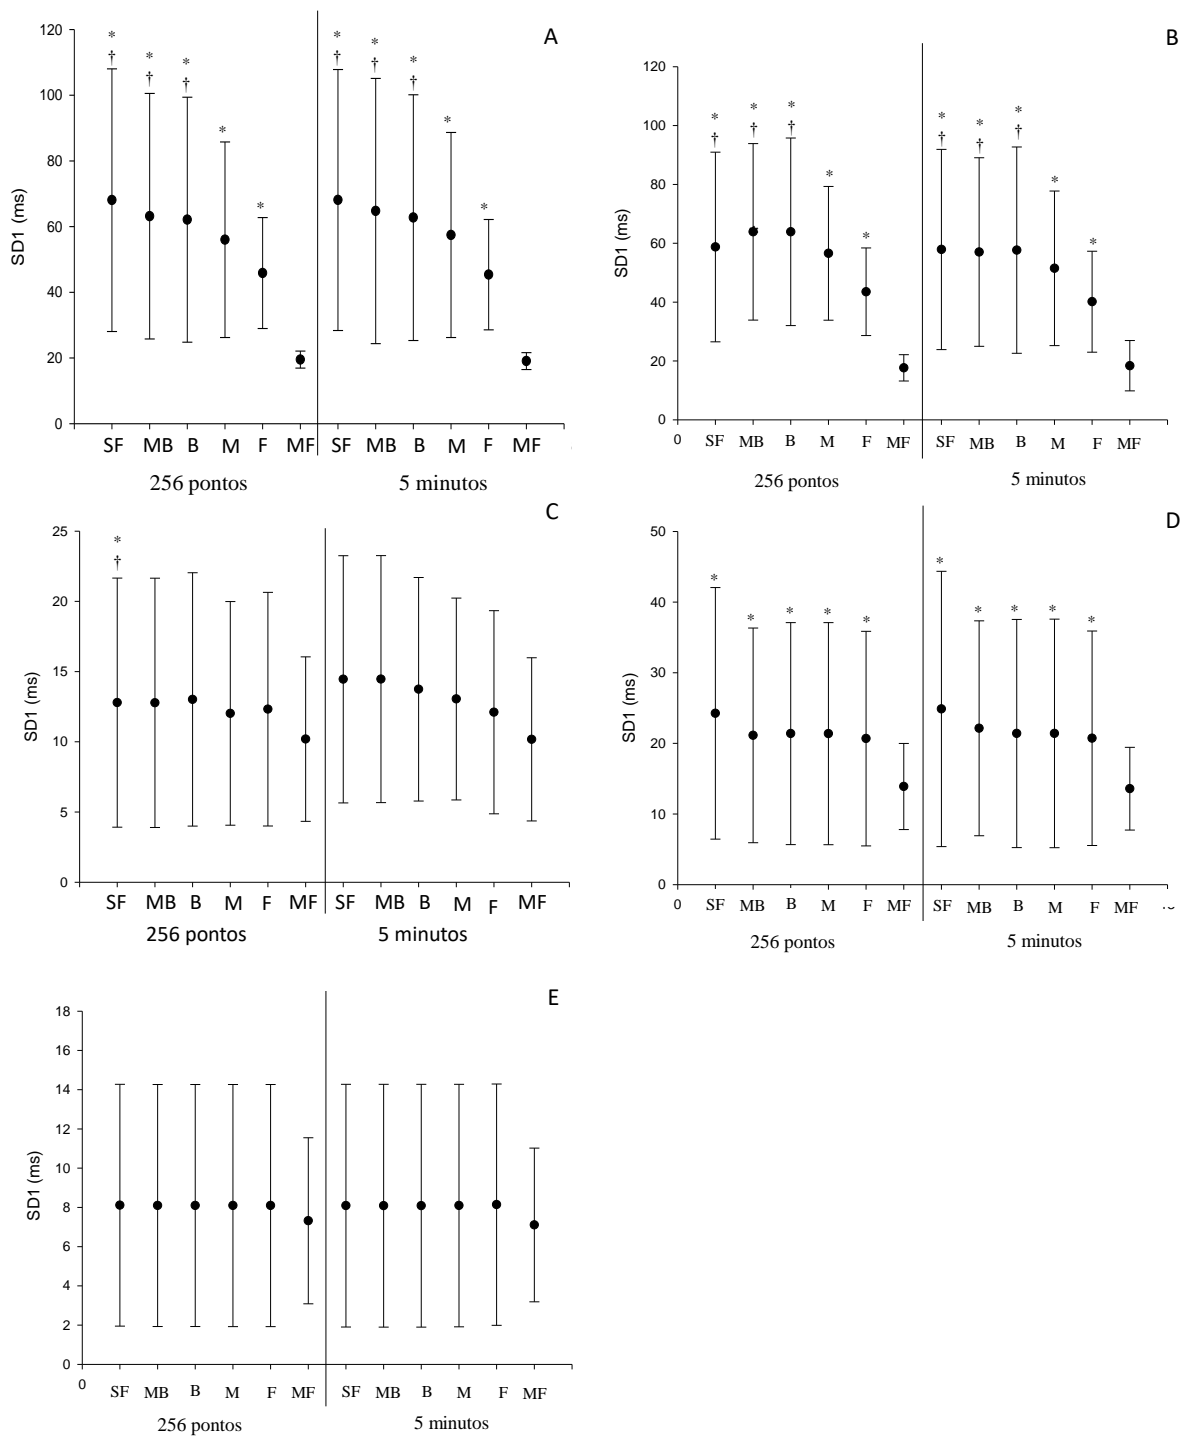 A
SD1 (ms)
120
100
80
60
40
20
0
* * * * * * * * * *
† † † † † †
SF MB B M F MF SF MB B M F MF
256 pontos 5 minutos
B
SD1 (ms)
120
100
80
60
40
20
0
* * * * * * * * * *
† † † † † †
0 SF MB B M F MF SF MB B M F MF
256 pontos 5 minutos
C
SD1 (ms)
25
20
15
10
5
0
*
†
SF MB B M F MF SF MB B M F MF
256 pontos 5 minutos
D
SD1 (ms)
50
40
30
20
10
0
* * * * * * * * * *
0 SF MB B M F MF SF MB B M F MF
256 pontos 5 minutos
E
SD1 (ms)
18
16
14
12
10
8
6
4
2
0
0 SF MB B M F MF SF MB B M F MF
256 pontos 5 minutos